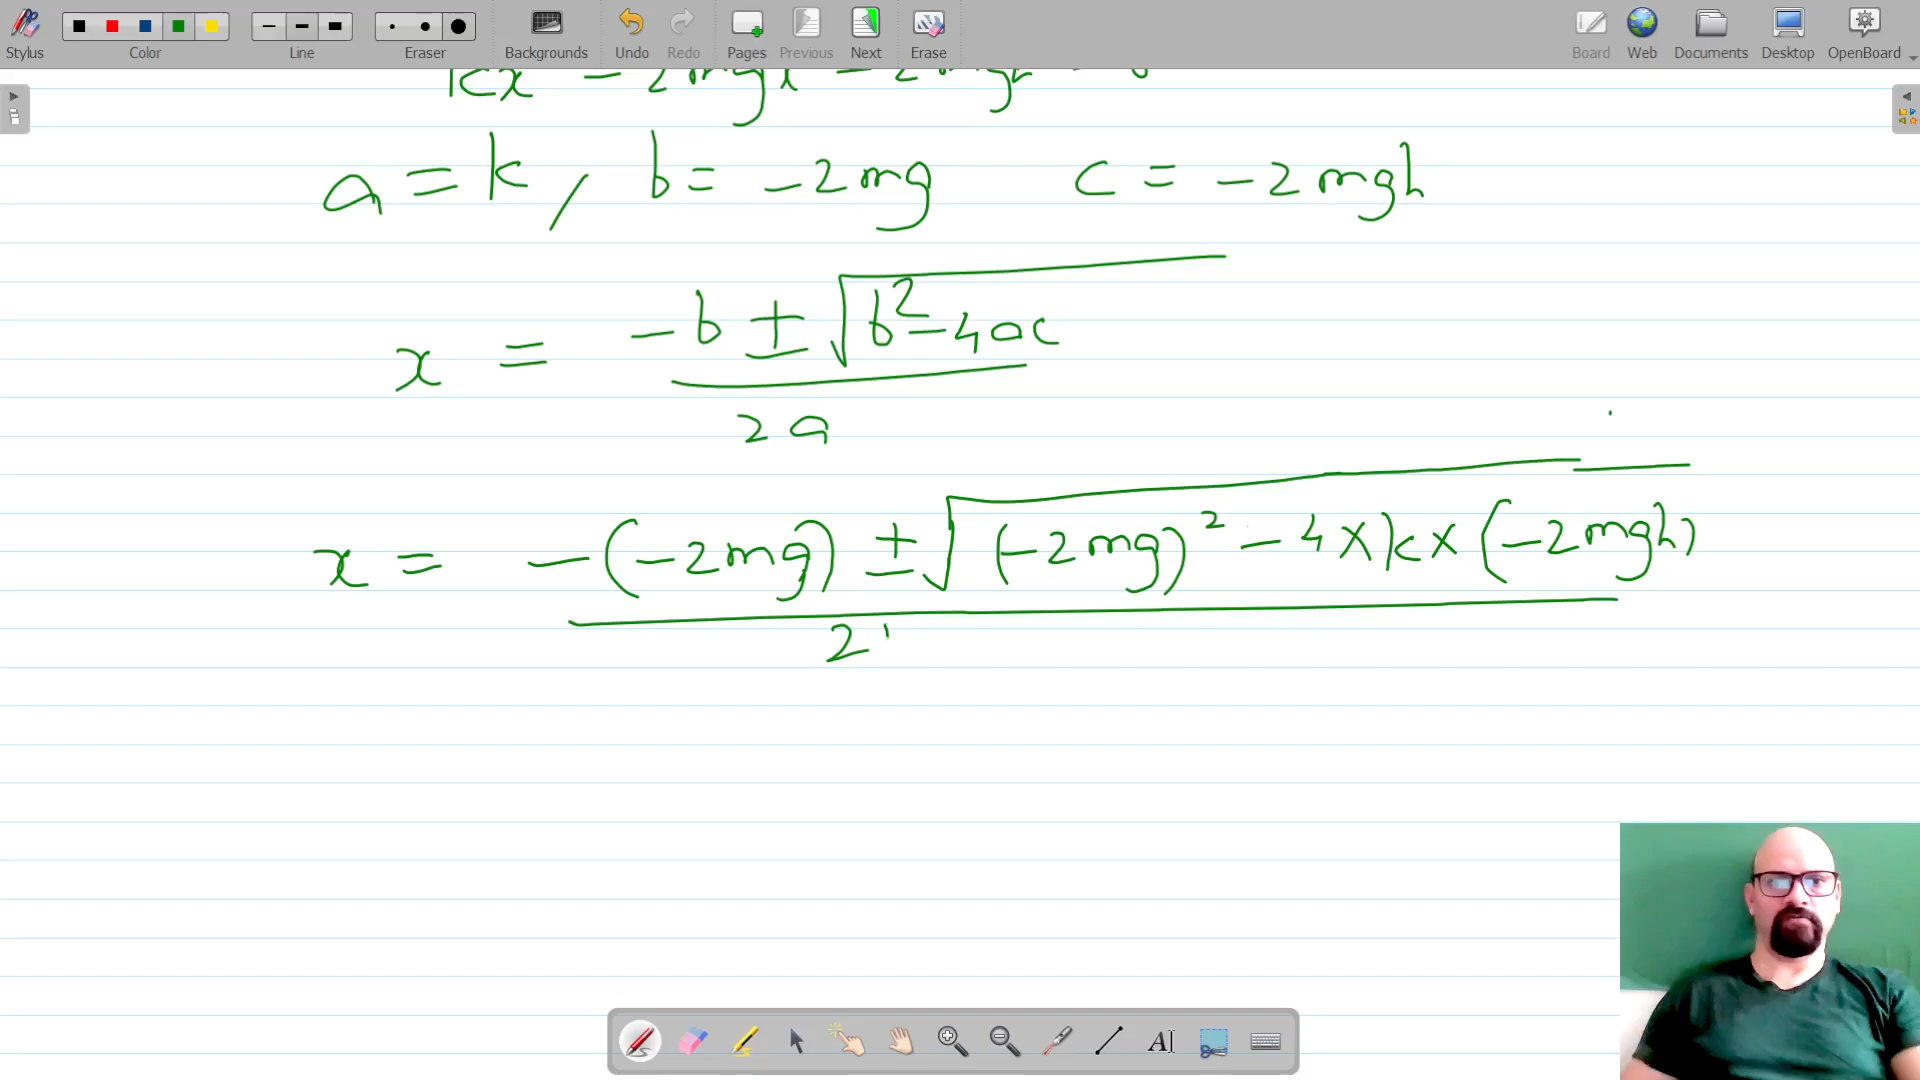 Stylus Color Line Eraser Backgrounds Undo Redo Pages Previous Next Erase Board Web Documents Desktop OpenBoard
a = k, b = -2mg c = -2mgh
x = -b ± √b² - 4ac
2a
x = -(-2mg) ± √(-2mg)² - 4×k×(-2mgh)
2